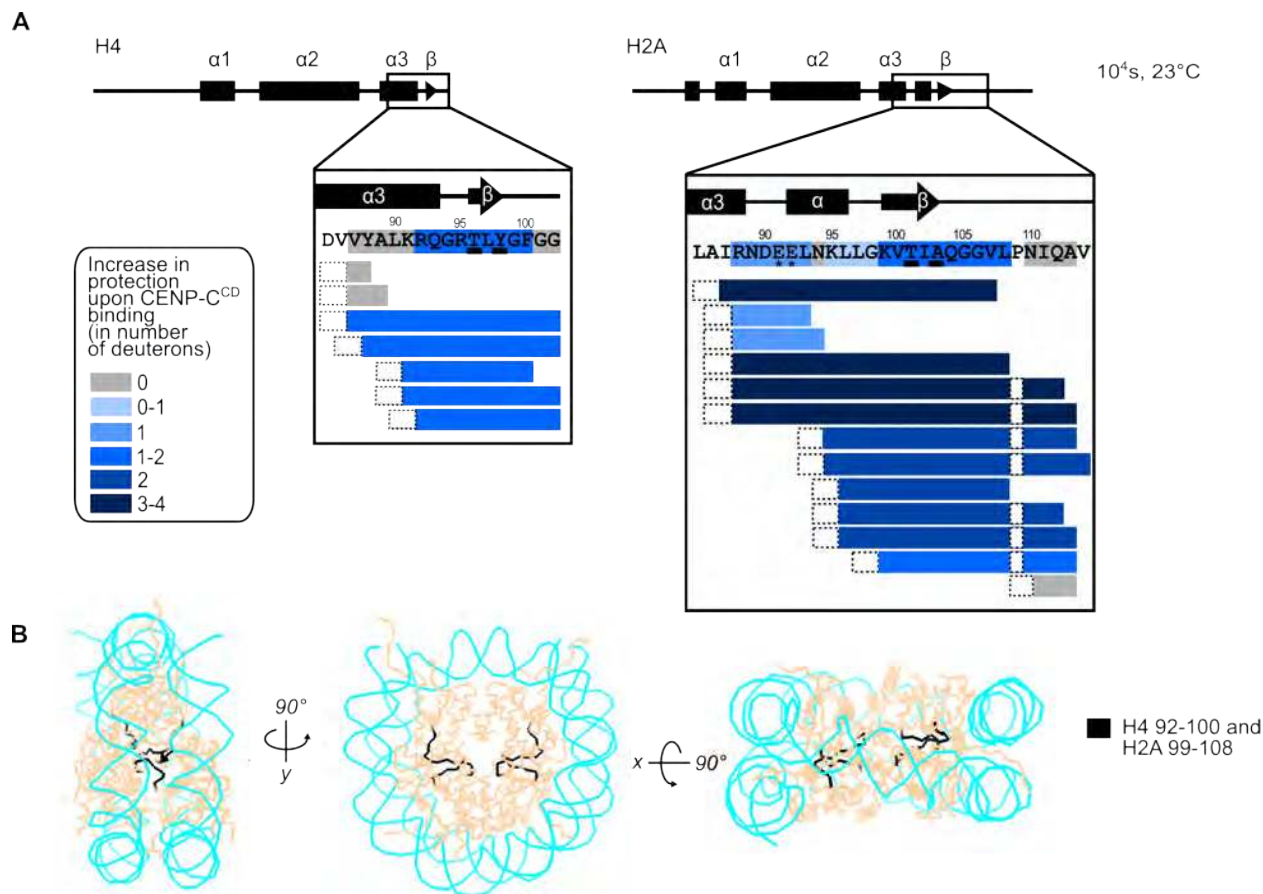 A
H4
α1 α2 α3 β
H2A
α1 α2 α3 β
10⁴s, 23°C
α3 β
90 95 100
DVVYALKRQGRTLYGFGG
α3 α β
90 95 100 105 110
LAIRNDEELNKLLGKVTIAQGGVLPNIQAV
* *
Increase in
protection
upon CENP-Cᶜᴰ
binding
(in number
of deuterons)
0
0-1
1
1-2
2
3-4
B
90°
y
x 90°
H4 92-100 and
H2A 99-108